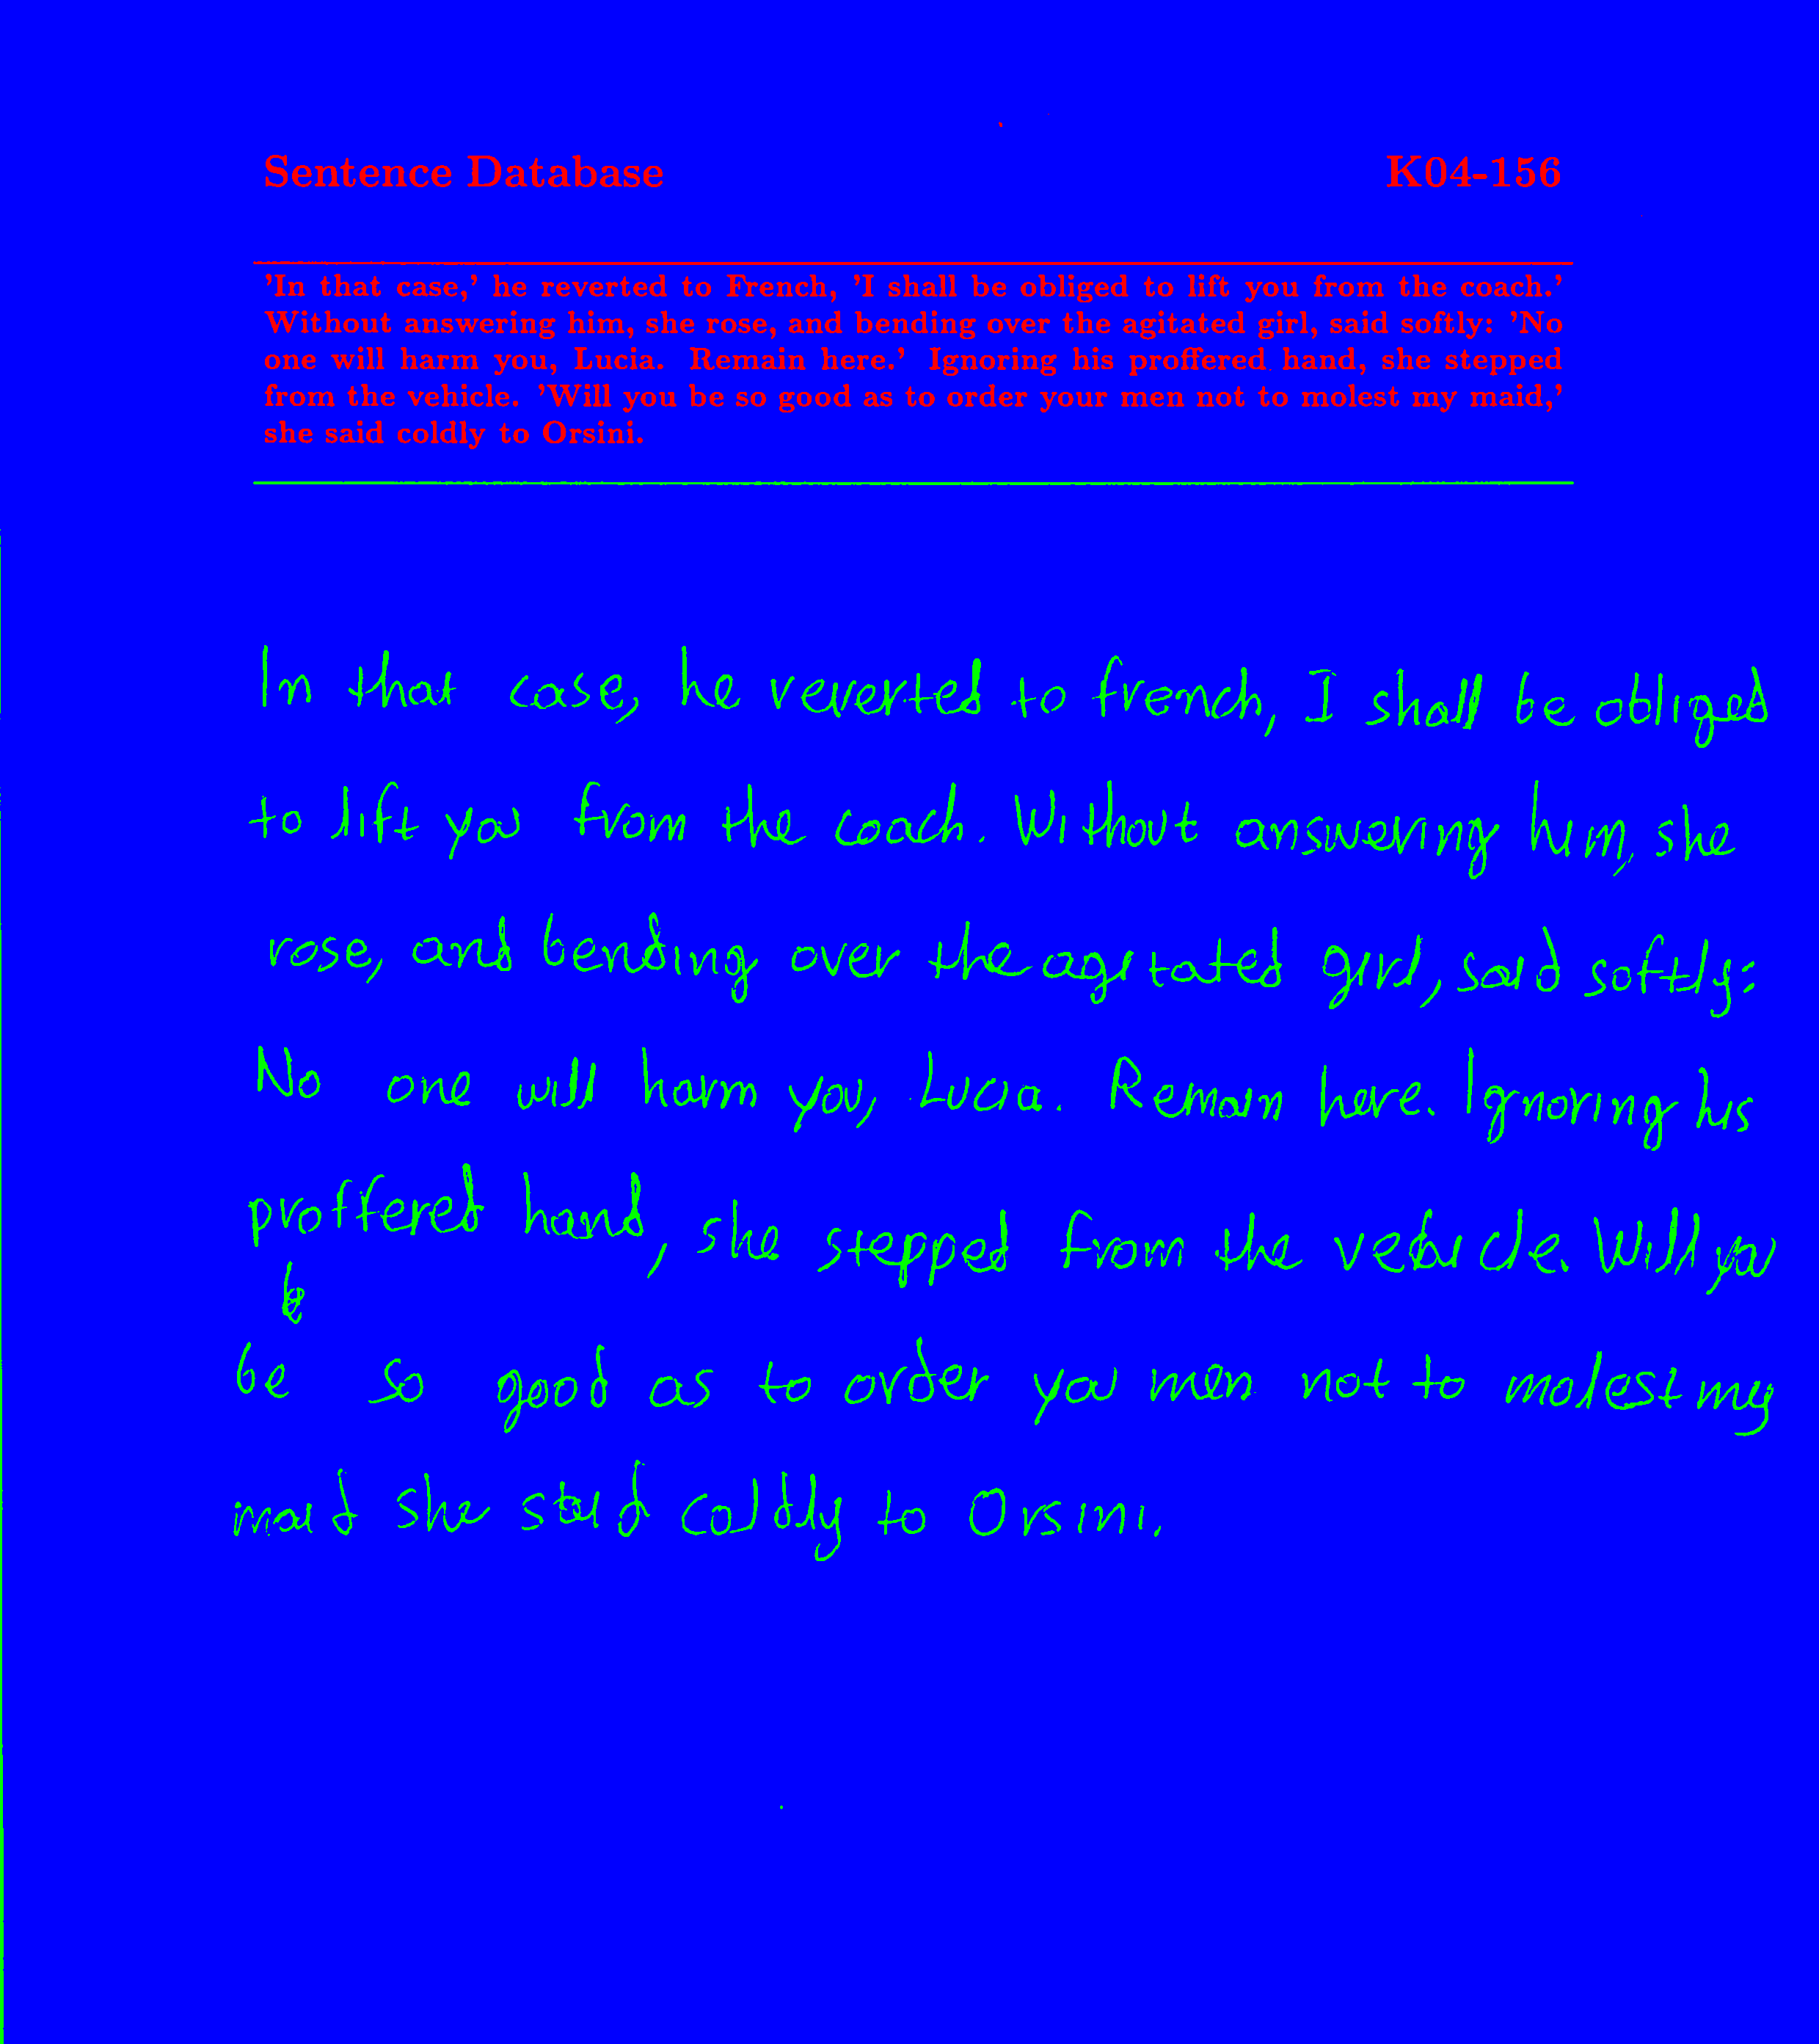 Sentence Database K04-156
'In that case,' he reverted to French, 'I shall be obliged to lift you from the coach.'
Without answering him, she rose, and bending over the agitated girl, said softly: 'No
one will harm you, Lucia. Remain here.' Ignoring his proffered hand, she stepped
from the vehicle. 'Will you be so good as to order your men not to molest my maid,'
she said coldly to Orsini.
In that case, he reverted to french, I shall be obliged
to lift you from the coach. Without answering him, she
rose, and bending over the agitated girl, said softly:
No one will harm you, Lucia. Remain here. Ignoring his
proffered hand, she stepped from the vehicle. Will you
be so good as to order you men not to molest my
maid she said coldly to Orsini.